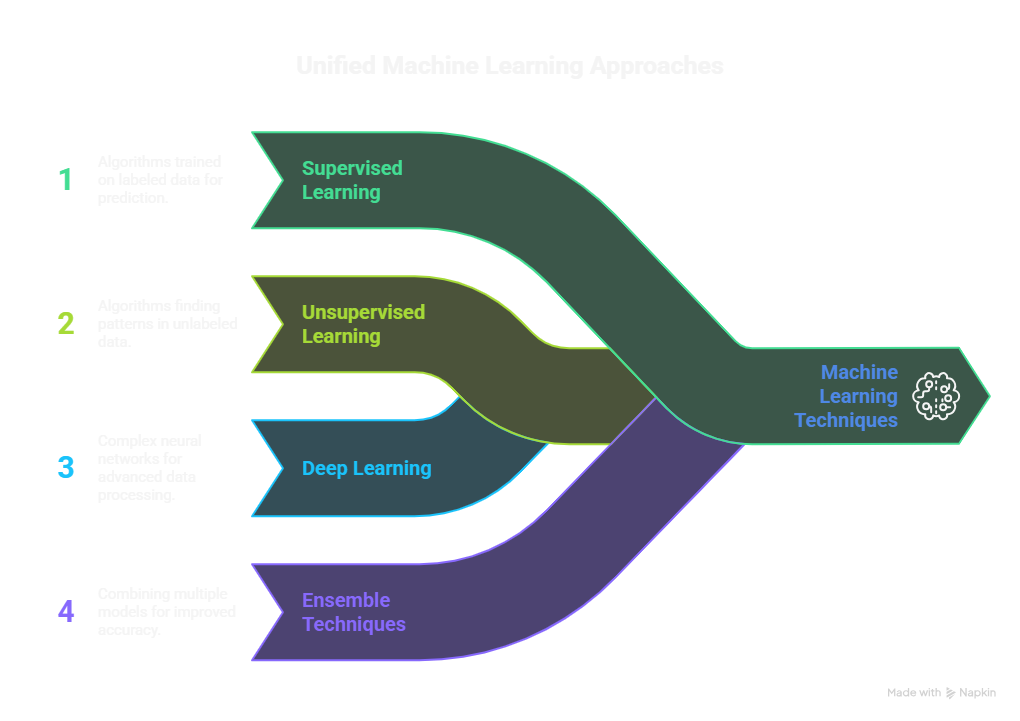 Unified Machine Learning Approaches
1
Algorithms trained
on labeled data for
prediction.
Supervised
Learning
2
Algorithms finding
patterns in unlabeled
data.
Unsupervised
Learning
Machine
Learning
Techniques
3
Complex neural
networks for
advanced data
processing.
Deep Learning
4
Combining multiple
models for improved
accuracy.
Ensemble
Techniques
Made with Napkin